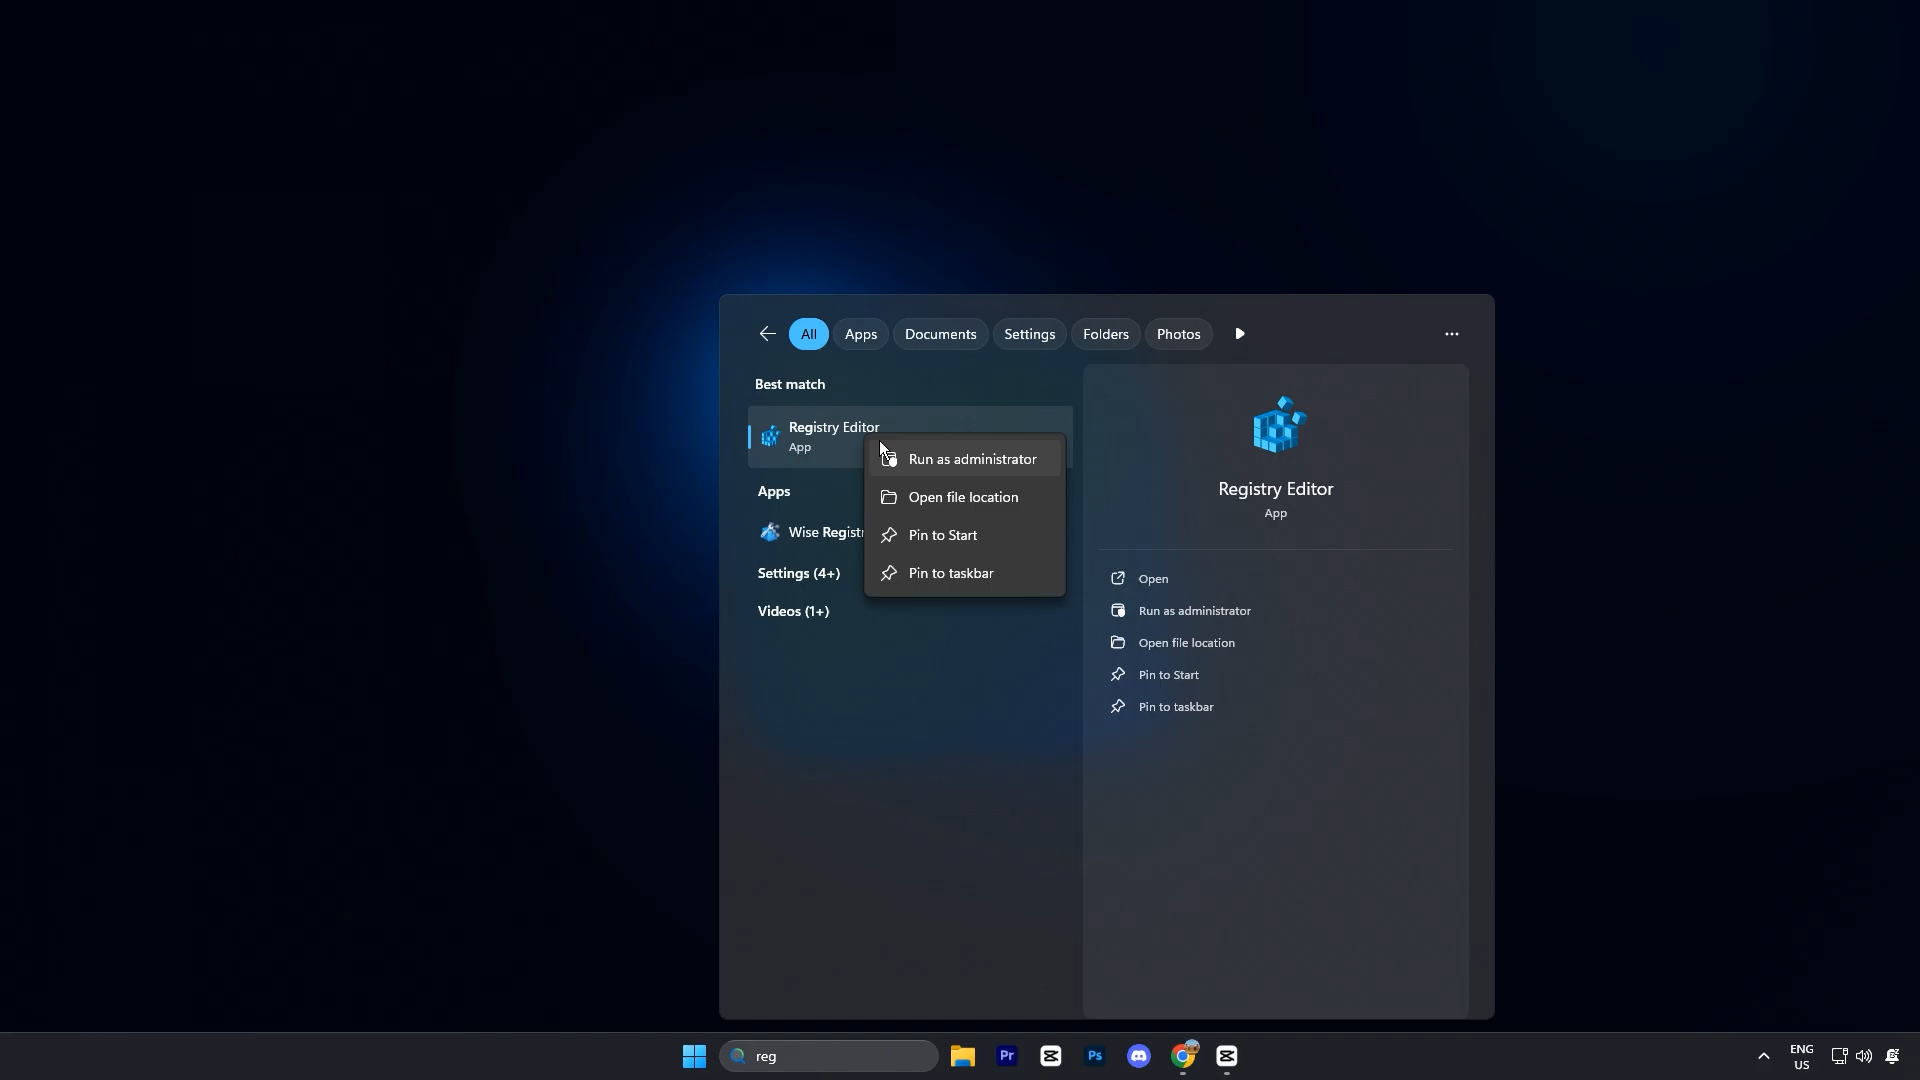 All
Apps
Documents
Settings
Folders
Photos
Best match
Registry Editor
App
Apps
Wise Registr
Settings (4+)
Videos (1+)
Run as administrator
Open file location
Pin to Start
Pin to taskbar
Registry Editor
App
Open
Run as administrator
Open file location
Pin to Start
Pin to taskbar
reg
Pr
Ps
ENG
US